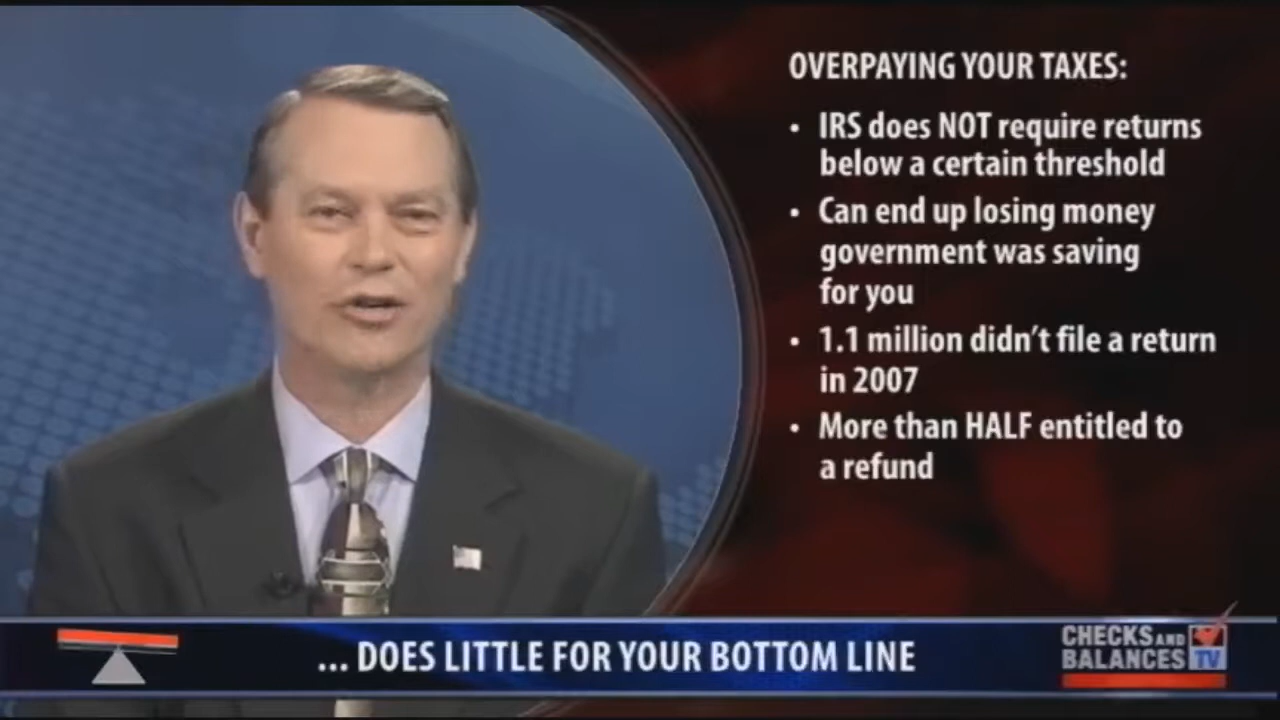 OVERPAYING YOUR TAXES:
• IRS does NOT require returns
below a certain threshold
• Can end up losing money
government was saving
for you
• 1.1 million didn't file a return
in 2007
• More than HALF entitled to
a refund
... DOES LITTLE FOR YOUR BOTTOM LINE
CHECKS AND
BALANCES TV